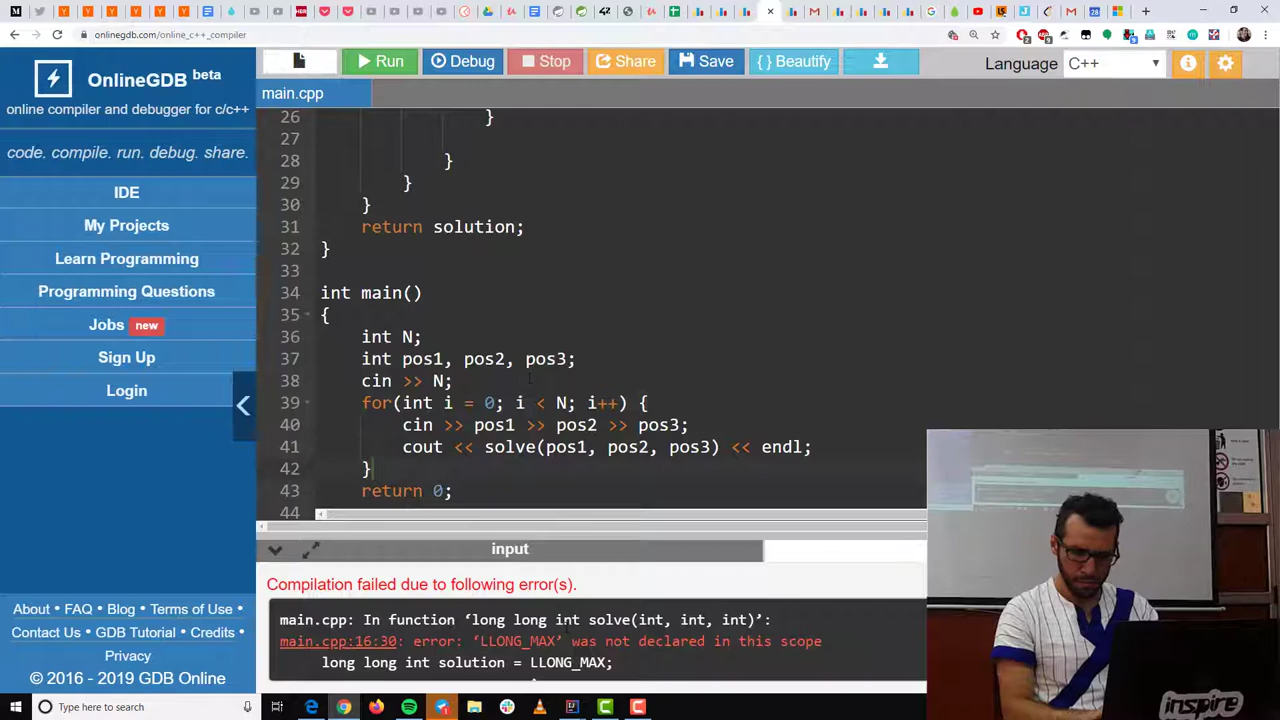 onlinegdb.com/online_c++_compiler
OnlineGDB beta
online compiler and debugger for c/c++
code. compile. run. debug. share.
IDE
My Projects
Learn Programming
Programming Questions
Jobs new
Sign Up
Login
About • FAQ • Blog • Terms of Use •
Contact Us • GDB Tutorial • Credits •
Privacy
© 2016 - 2019 GDB Online
Run
Debug
Stop
Share
Save
{ } Beautify
Language
C++
main.cpp
26 }
27
28 }
29 }
30 }
31 return solution;
32 }
33
34 int main()
35 {
36 int N;
37 int pos1, pos2, pos3;
38 cin >> N;
39 for(int i = 0; i < N; i++) {
40 cin >> pos1 >> pos2 >> pos3;
41 cout << solve(pos1, pos2, pos3) << endl;
42 }
43 return 0;
44
input
Compilation failed due to following error(s).
main.cpp: In function ‘long long int solve(int, int, int)’:
main.cpp:16:30: error: ‘LLONG_MAX’ was not declared in this scope
long long int solution = LLONG_MAX;
inspire
Type here to search